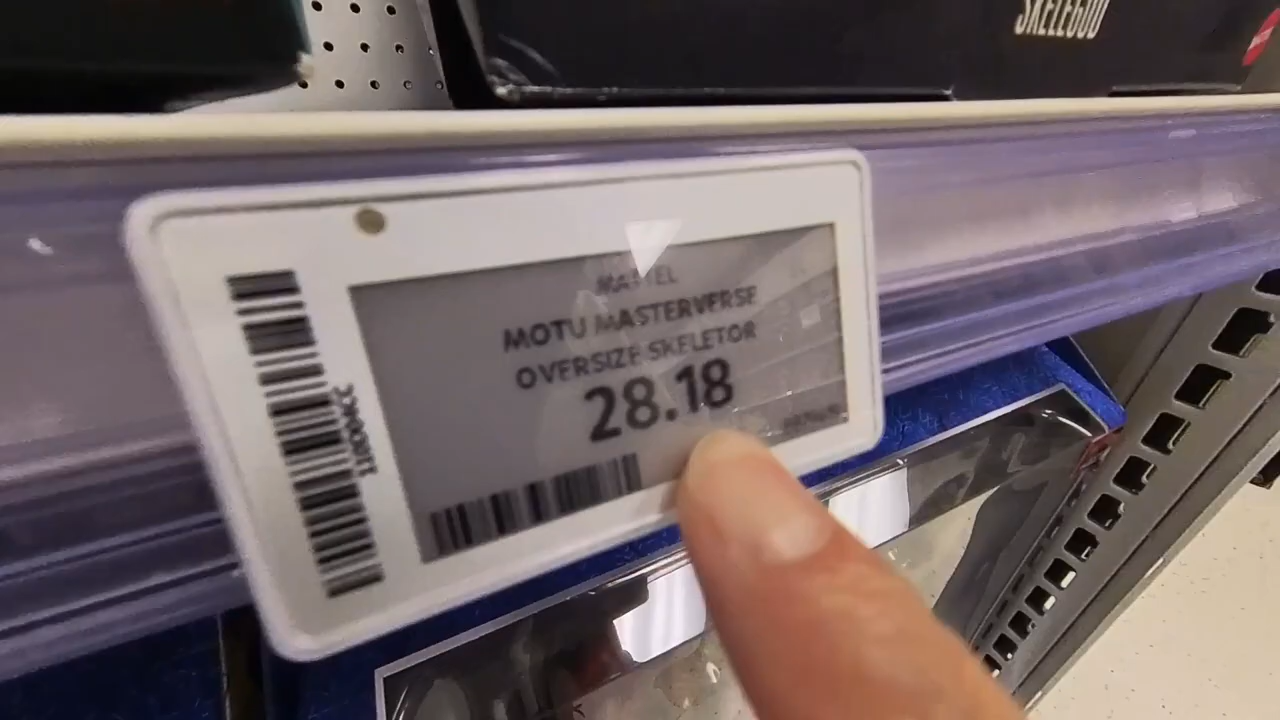 SKELEGOD
MATTEL
MOTU MASTERVERSE
OVERSIZE SKELETOR
28.18